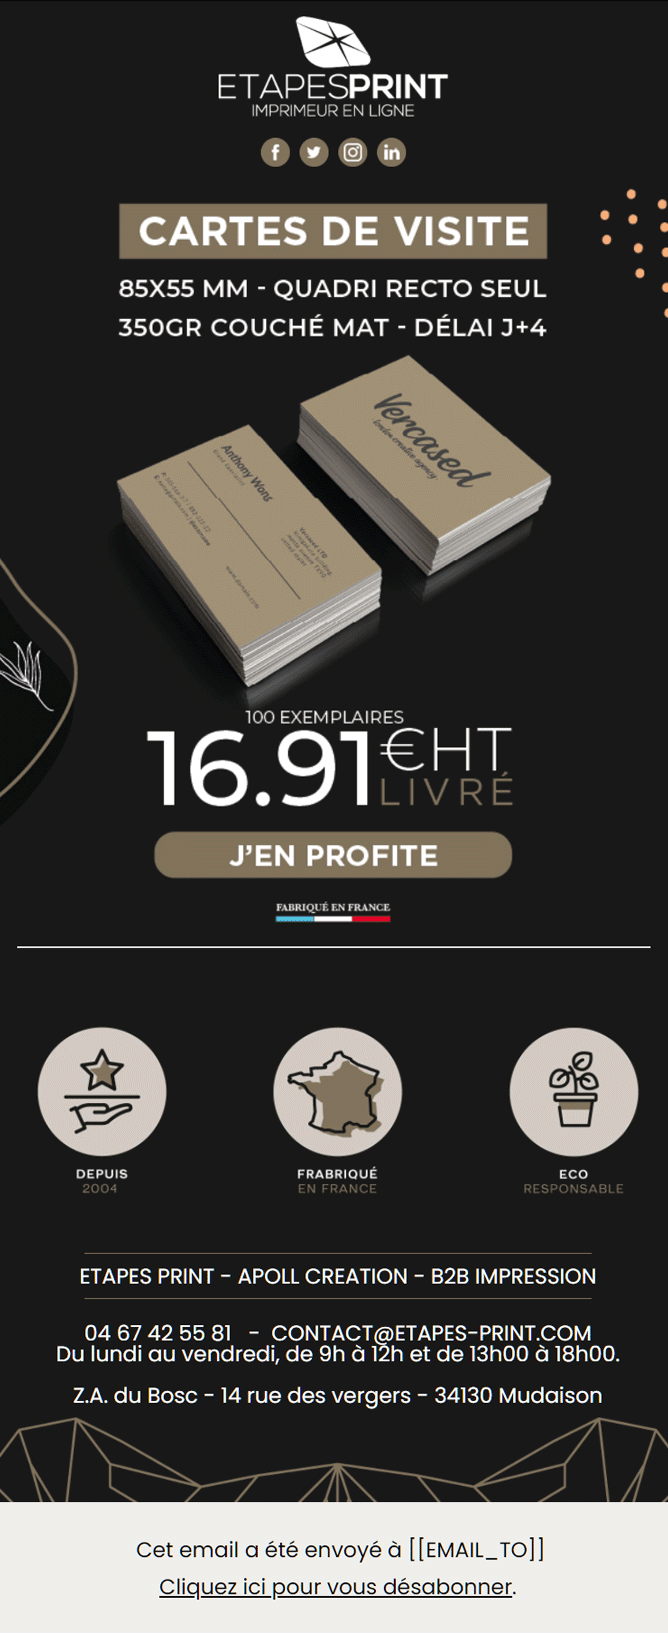 ETAPESPRINT
IMPRIMEUR EN LIGNE
CARTES DE VISITE
85X55 MM - QUADRI RECTO SEUL
350GR COUCHÉ MAT - DÉLAI J+4
Vercased
london creative agency
Anthony Wons
100 EXEMPLAIRES
16.91 €HT
LIVRÉ
J'EN PROFITE
FABRIQUÉ EN FRANCE
DEPUIS
2004
FRABRIQUÉ
EN FRANCE
ECO
RESPONSABLE
ETAPES PRINT - APOLL CREATION - B2B IMPRESSION
04 67 42 55 81 - CONTACT@ETAPES-PRINT.COM
Du lundi au vendredi, de 9h à 12h et de 13h00 à 18h00.
Z.A. du Bosc - 14 rue des vergers - 34130 Mudaison
Cet email a été envoyé à [[EMAIL_TO]]
Cliquez ici pour vous désabonner.